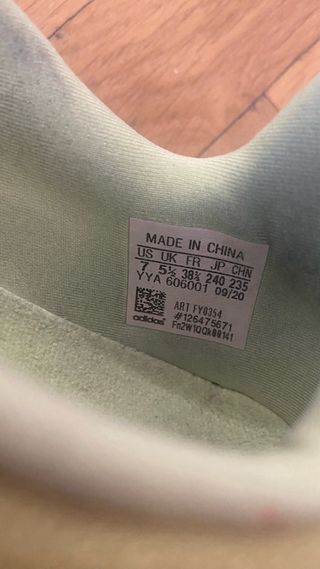 MADE IN CHINA
US UK FR JP CHN
7 5½ 38⅔ 240 235
YYA 606001 09/20
ART FY0354
#126475671
adidas